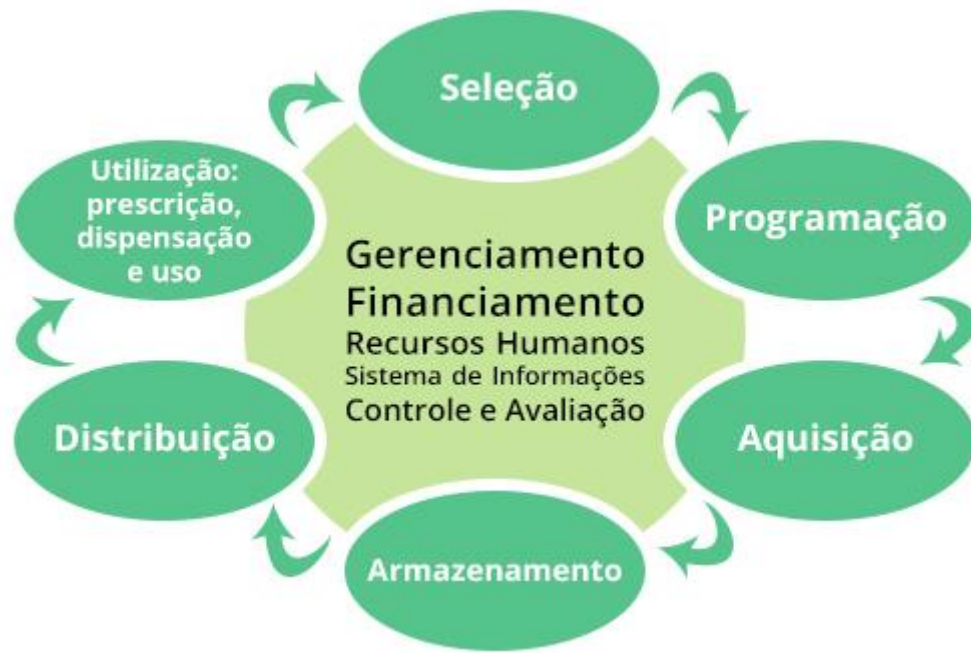 Seleção
Programação
Aquisição
Armazenamento
Distribuição
Utilização:
prescrição,
dispensação
e uso
Gerenciamento
Financiamento
Recursos Humanos
Sistema de Informações
Controle e Avaliação